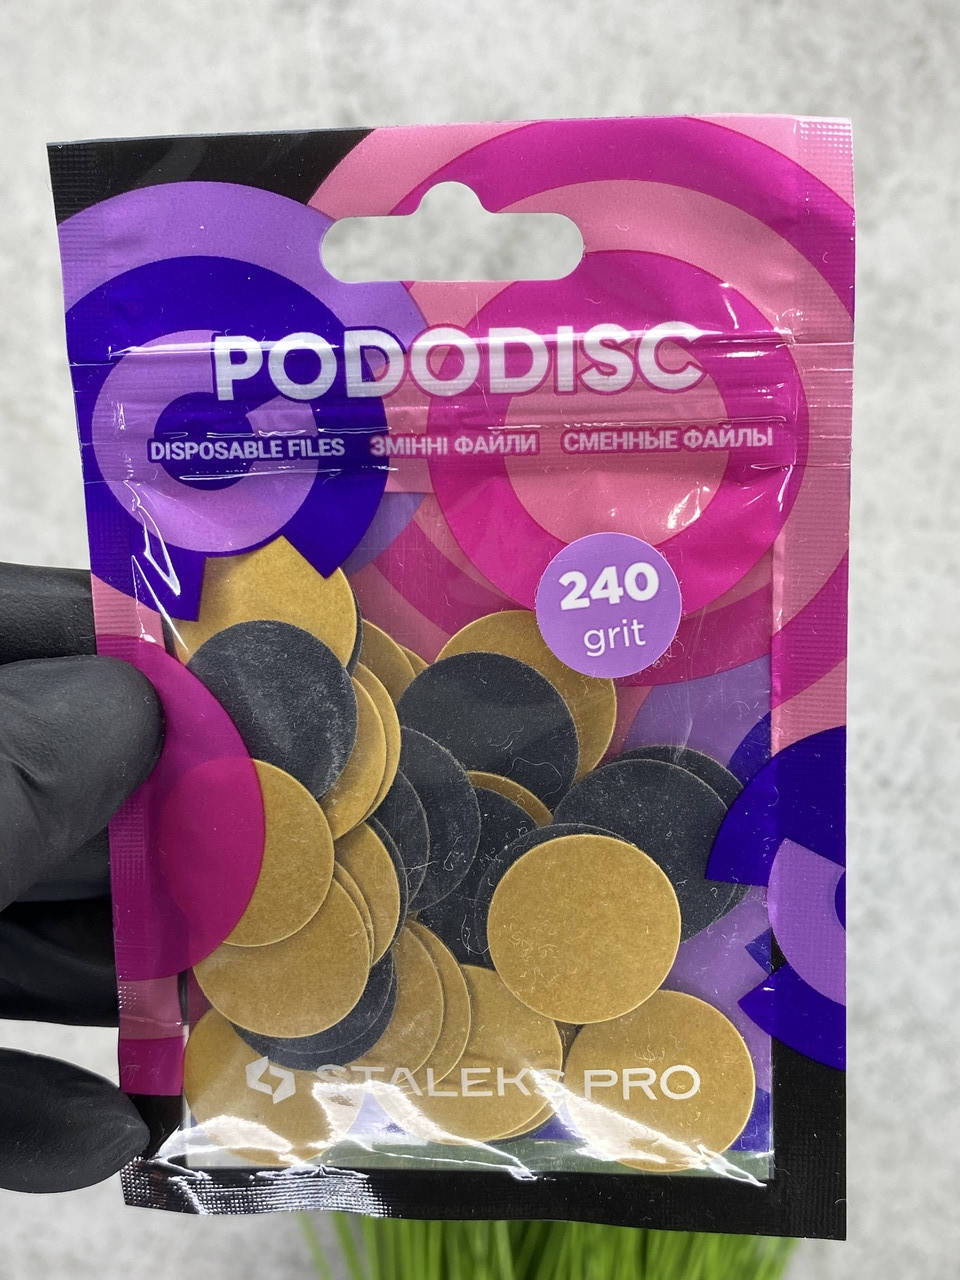 PODODISC
DISPOSABLE FILES ЗМІННІ ФАЙЛИ СМЕННЫЕ ФАЙЛЫ
240
grit
STALEKS PRO